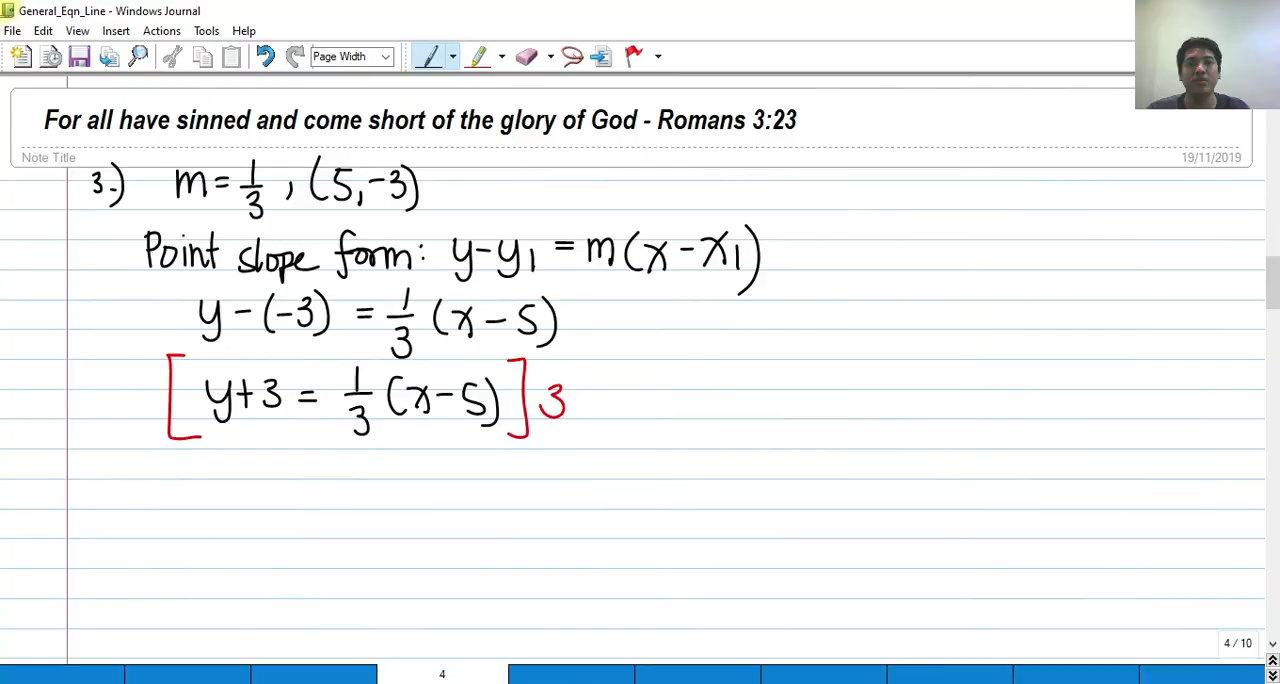 General_Eqn_Line - Windows Journal
File Edit View Insert Actions Tools Help
Page Width
For all have sinned and come short of the glory of God - Romans 3:23
Note Title 19/11/2019
3.) m = 1/3 , (5, -3)
Point slope form: y - y₁ = m(x - x₁)
y - (-3) = 1/3 (x - 5)
[ y + 3 = 1/3 (x - 5) ] 3
4 / 10
4